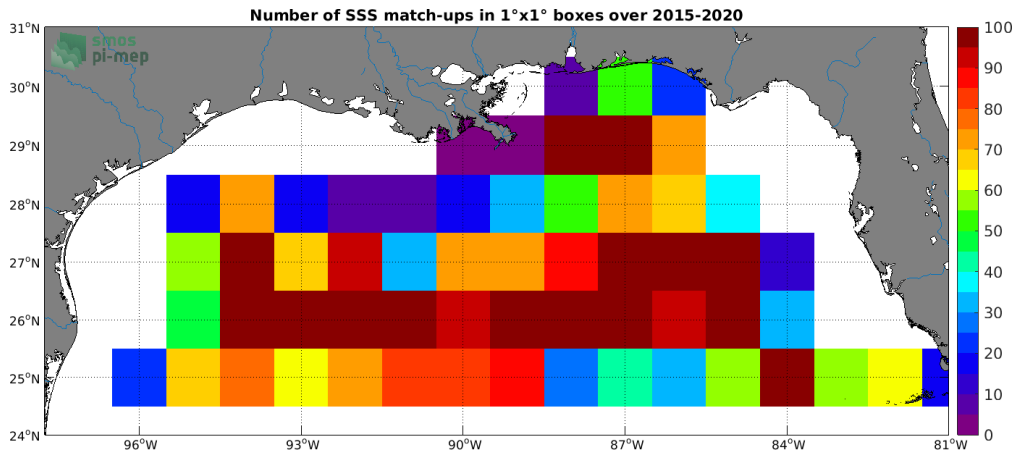 Number of SSS match-ups in 1°x1° boxes over 2015-2020
smos
pi-mep
31°N
30°N
29°N
28°N
27°N
26°N
25°N
24°N
96°W 93°W 90°W 87°W 84°W 81°W
100
90
80
70
60
50
40
30
20
10
0